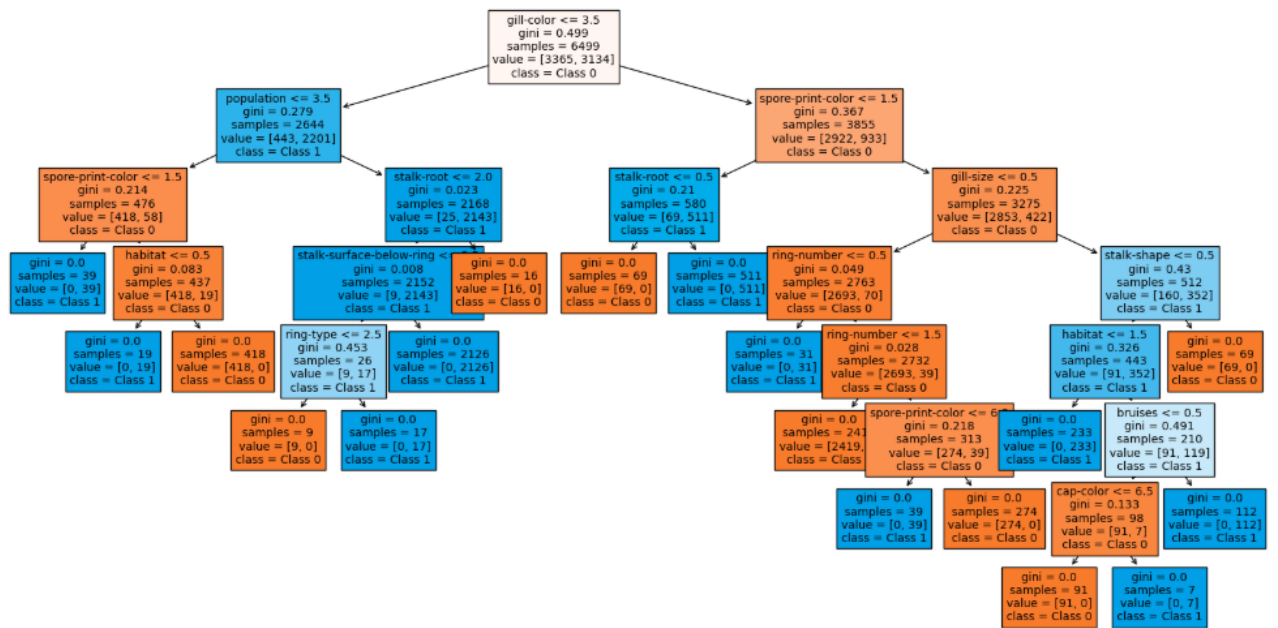 gill-color <= 3.5
gini = 0.499
samples = 6499
value = [3365, 3134]
class = Class 0
population <= 3.5
gini = 0.279
samples = 2644
value = [443, 2201]
class = Class 1
spore-print-color <= 1.5
gini = 0.367
samples = 3855
value = [2922, 933]
class = Class 0
spore-print-color <= 1.5
gini = 0.214
samples = 476
value = [418, 58]
class = Class 0
stalk-root <= 2.0
gini = 0.023
samples = 2168
value = [25, 2143]
class = Class 1
stalk-root <= 0.5
gini = 0.21
samples = 580
value = [69, 511]
class = Class 1
gill-size <= 0.5
gini = 0.225
samples = 3275
value = [2853, 422]
class = Class 0
gini = 0.0
samples = 39
value = [0, 39]
class = Class 1
habitat <= 0.5
gini = 0.083
samples = 437
value = [418, 19]
class = Class 0
stalk-surface-below-ring <=
gini = 0.008
samples = 2152
value = [9, 2143]
class = Class 1
gini = 0.0
samples = 16
value = [16, 0]
class = Class 0
gini = 0.0
samples = 69
value = [69, 0]
class = Class 0
gini = 0.0
samples = 511
value = [0, 511]
class = Class 1
ring-number <= 0.5
gini = 0.049
samples = 2763
value = [2693, 70]
class = Class 0
stalk-shape <= 0.5
gini = 0.43
samples = 512
value = [160, 352]
class = Class 1
gini = 0.0
samples = 19
value = [0, 19]
class = Class 1
gini = 0.0
samples = 418
value = [418, 0]
class = Class 0
ring-type <= 2.5
gini = 0.453
samples = 26
value = [9, 17]
class = Class 1
gini = 0.0
samples = 2126
value = [0, 2126]
class = Class 1
gini = 0.0
samples = 31
value = [0, 31]
class = Class 1
ring-number <= 1.5
gini = 0.028
samples = 2732
value = [2693, 39]
class = Class 0
habitat <= 1.5
gini = 0.326
samples = 443
value = [91, 352]
class = Class 1
gini = 0.0
samples = 69
value = [69, 0]
class = Class 0
gini = 0.0
samples = 9
value = [9, 0]
class = Class 0
gini = 0.0
samples = 17
value = [0, 17]
class = Class 1
gini = 0.0
samples =
value = [2419,
class = Class
spore-print-color <=
gini = 0.218
samples = 313
value = [274, 39]
class = Class 0
gini = 0.0
samples = 233
value = [0, 233]
class = Class 1
bruises <= 0.5
gini = 0.491
samples = 210
value = [91, 119]
class = Class 1
gini = 0.0
samples = 39
value = [0, 39]
class = Class 1
gini = 0.0
samples = 274
value = [274, 0]
class = Class 0
cap-color <= 6.5
gini = 0.133
samples = 98
value = [91, 7]
class = Class 0
gini = 0.0
samples = 112
value = [0, 112]
class = Class 1
gini = 0.0
samples = 91
value = [91, 0]
class = Class 0
gini = 0.0
samples = 7
value = [0, 7]
class = Class 1